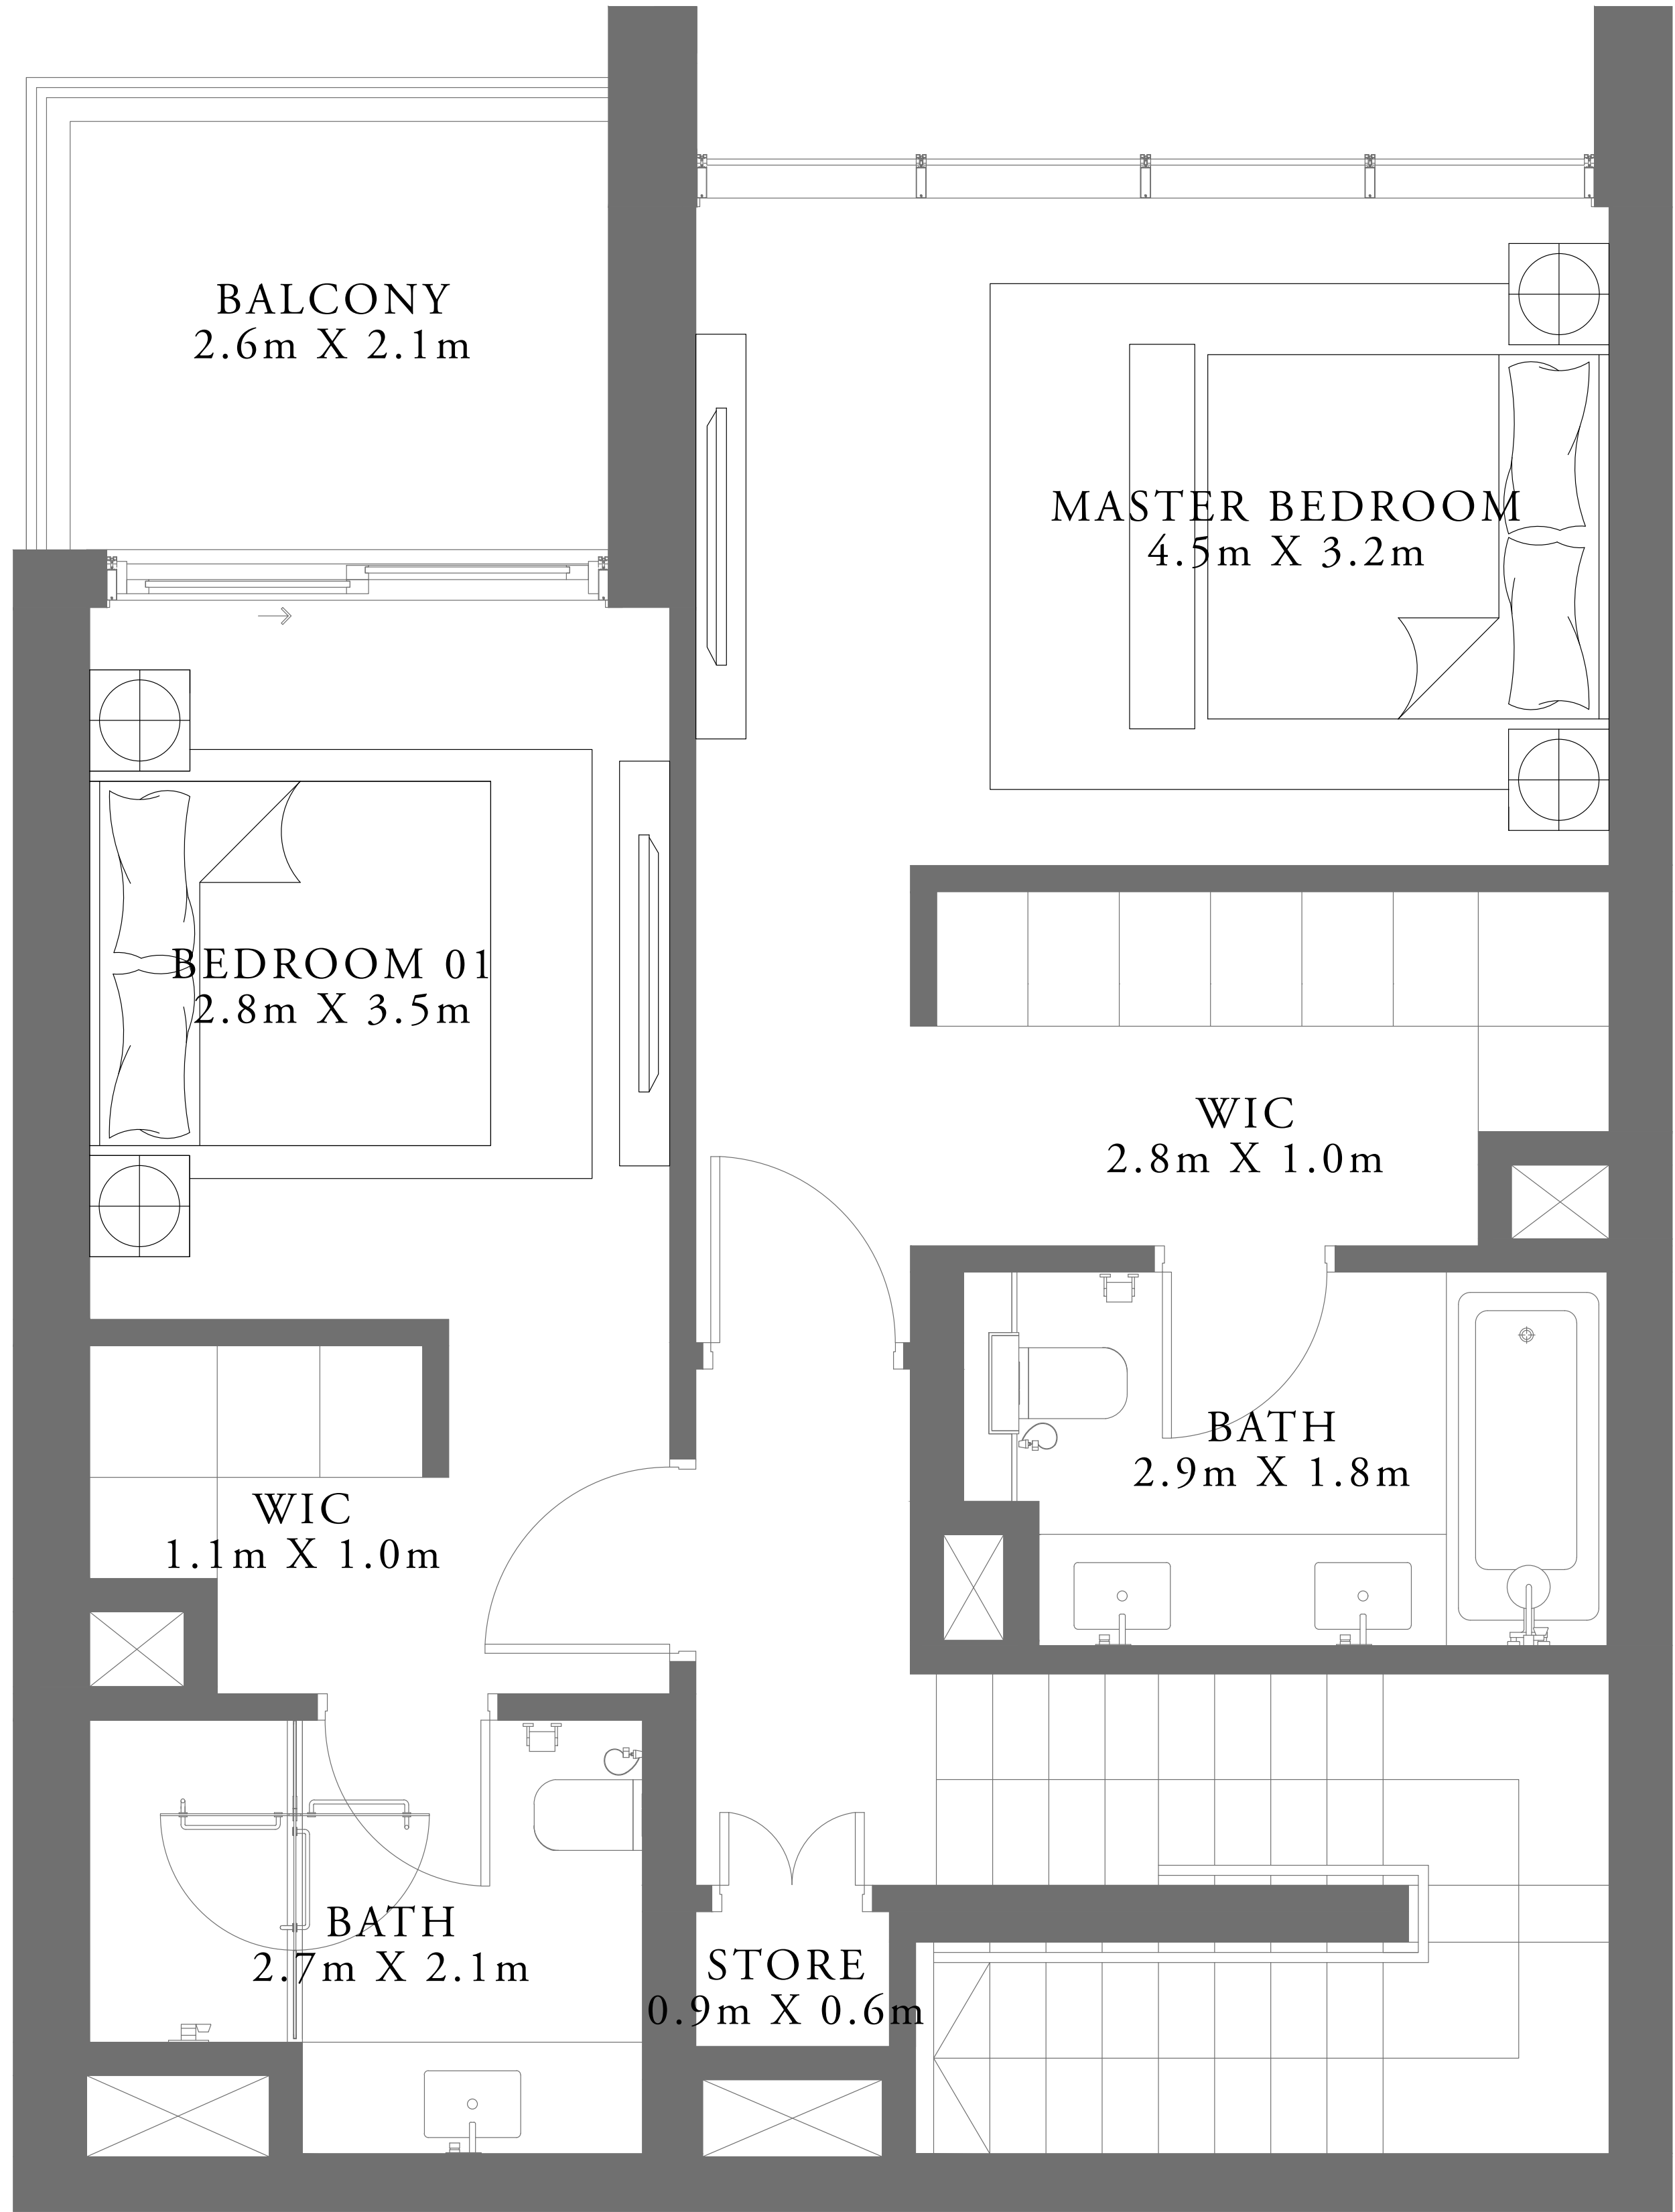 BALCONY
2.6m X 2.1m
MASTER BEDROOM
4.5m X 3.2m
BEDROOM 01
2.8m X 3.5m
WIC
2.8m X 1.0m
BATH
2.9m X 1.8m
WIC
1.1m X 1.0m
BATH
2.7m X 2.1m
STORE
0.9m X 0.6m